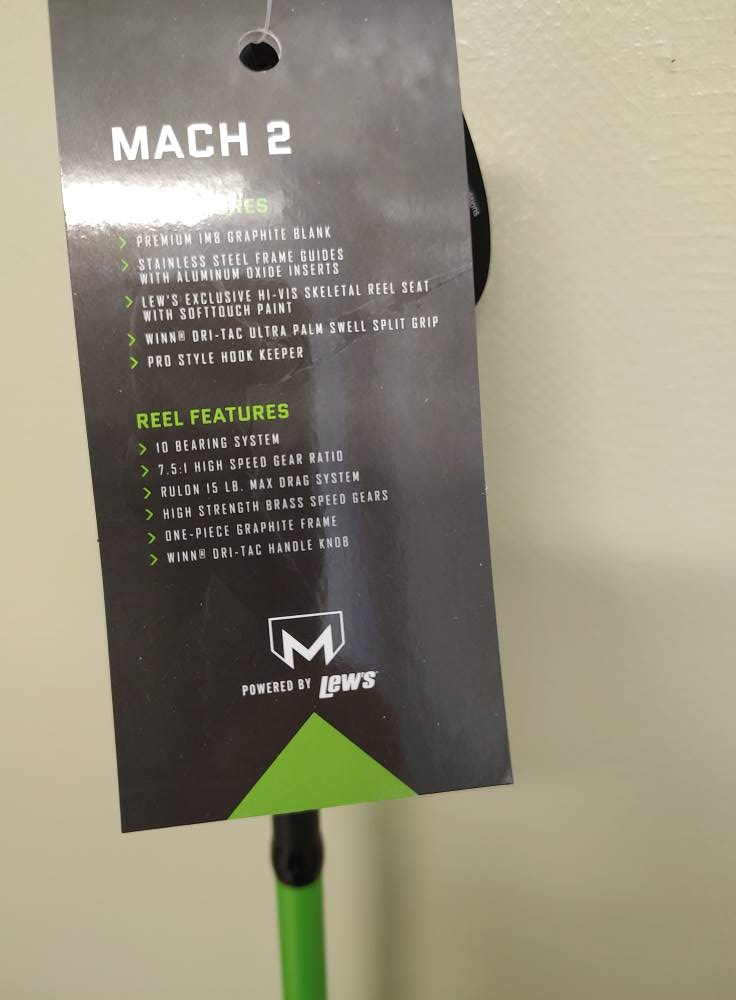 MACH 2
PREMIUM IM8 GRAPHITE BLANK
STAINLESS STEEL FRAME GUIDES
WITH ALUMINUM OXIDE INSERTS
LEW'S EXCLUSIVE HI-VIS SKELETAL REEL SEAT
WITH SOFTTOUCH PAINT
WINN® DRI-TAC ULTRA PALM SWELL SPLIT GRIP
PRO STYLE HOOK KEEPER
REEL FEATURES
10 BEARING SYSTEM
7.5:1 HIGH SPEED GEAR RATIO
RULON 15 LB. MAX DRAG SYSTEM
HIGH STRENGTH BRASS SPEED GEARS
ONE-PIECE GRAPHITE FRAME
WINN® DRI-TAC HANDLE KNOB
M
POWERED BY Lew's